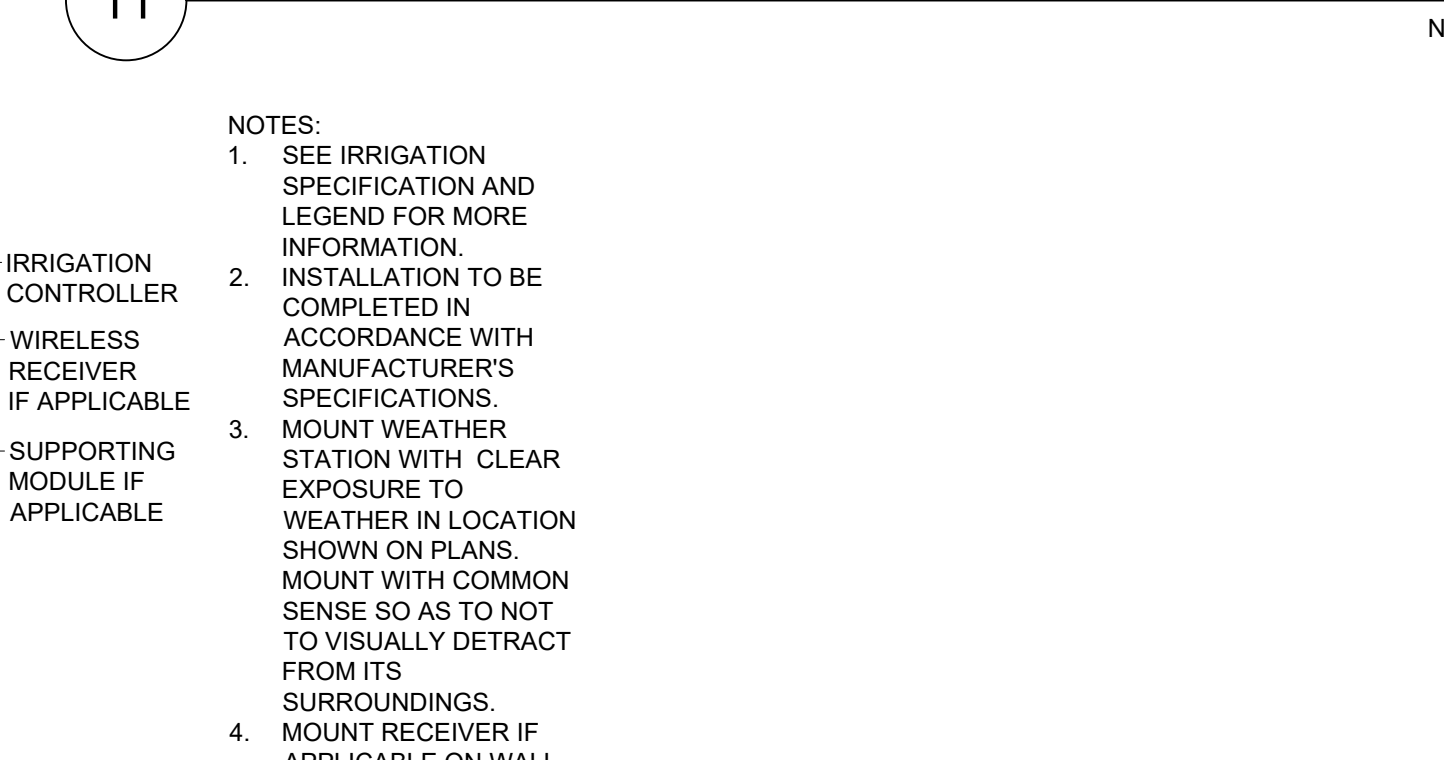 N
NOTES:
1. SEE IRRIGATION
SPECIFICATION AND
LEGEND FOR MORE
INFORMATION.
2. INSTALLATION TO BE
COMPLETED IN
ACCORDANCE WITH
MANUFACTURER'S
SPECIFICATIONS.
3. MOUNT WEATHER
STATION WITH CLEAR
EXPOSURE TO
WEATHER IN LOCATION
SHOWN ON PLANS.
MOUNT WITH COMMON
SENSE SO AS TO NOT
TO VISUALLY DETRACT
FROM ITS
SURROUNDINGS.
4. MOUNT RECEIVER IF
APPLICABLE ON WALL
IRRIGATION
CONTROLLER
WIRELESS
RECEIVER
IF APPLICABLE
SUPPORTING
MODULE IF
APPLICABLE